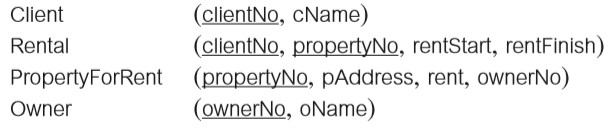 Client (clientNo, cName)
Rental (clientNo, propertyNo, rentStart, rentFinish)
PropertyForRent (propertyNo, pAddress, rent, ownerNo)
Owner (ownerNo, oName)